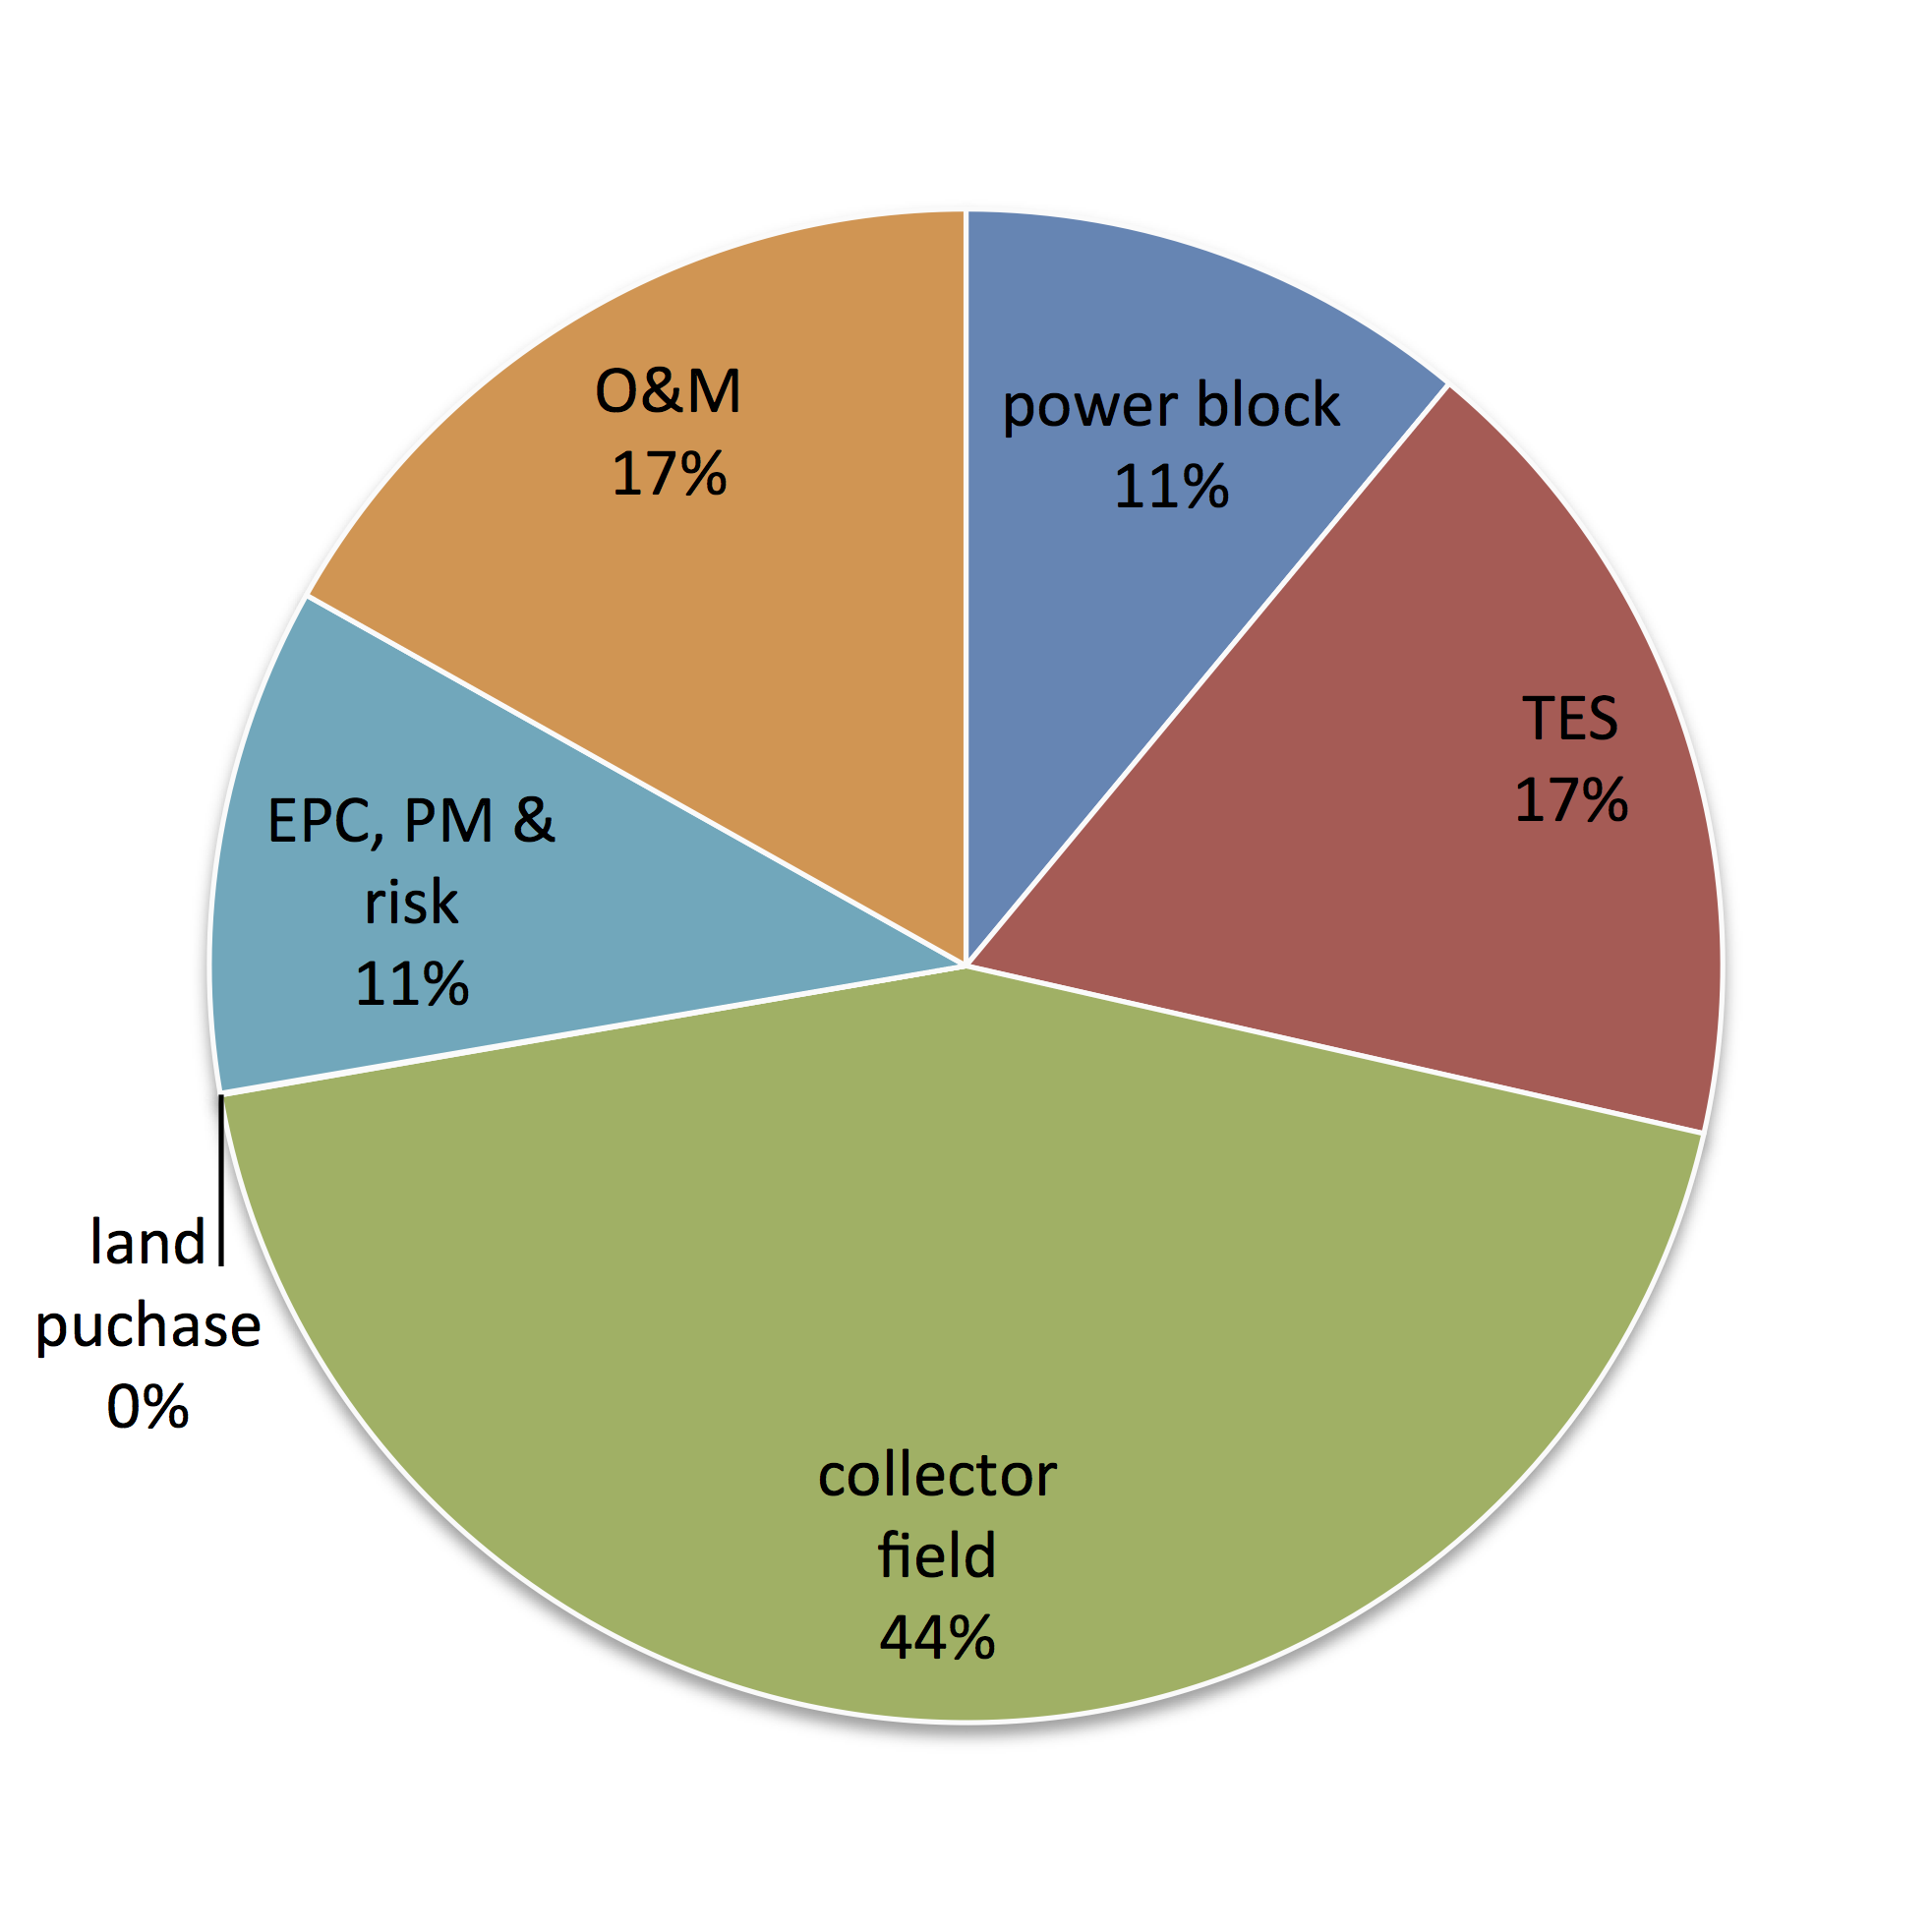 O&M
17%
power block
11%
TES
17%
EPC, PM &
risk
11%
land
puchase
0%
collector
field
44%